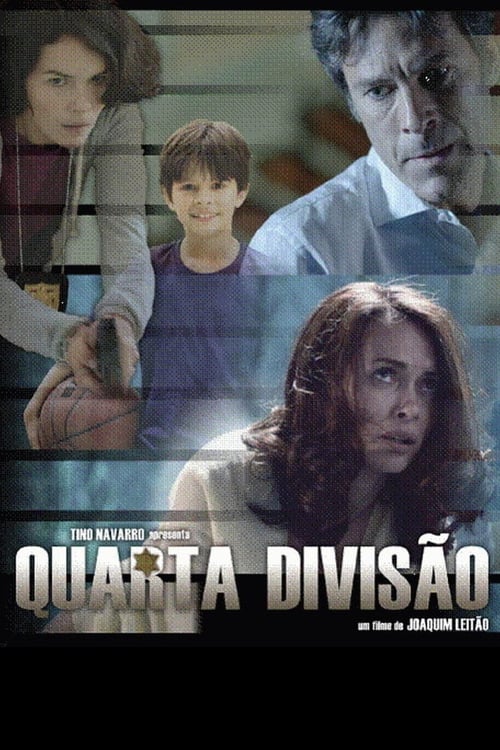 TINO NAVARRO apresenta
QUARTA DIVISÃO
um filme de JOAQUIM LEITÃO